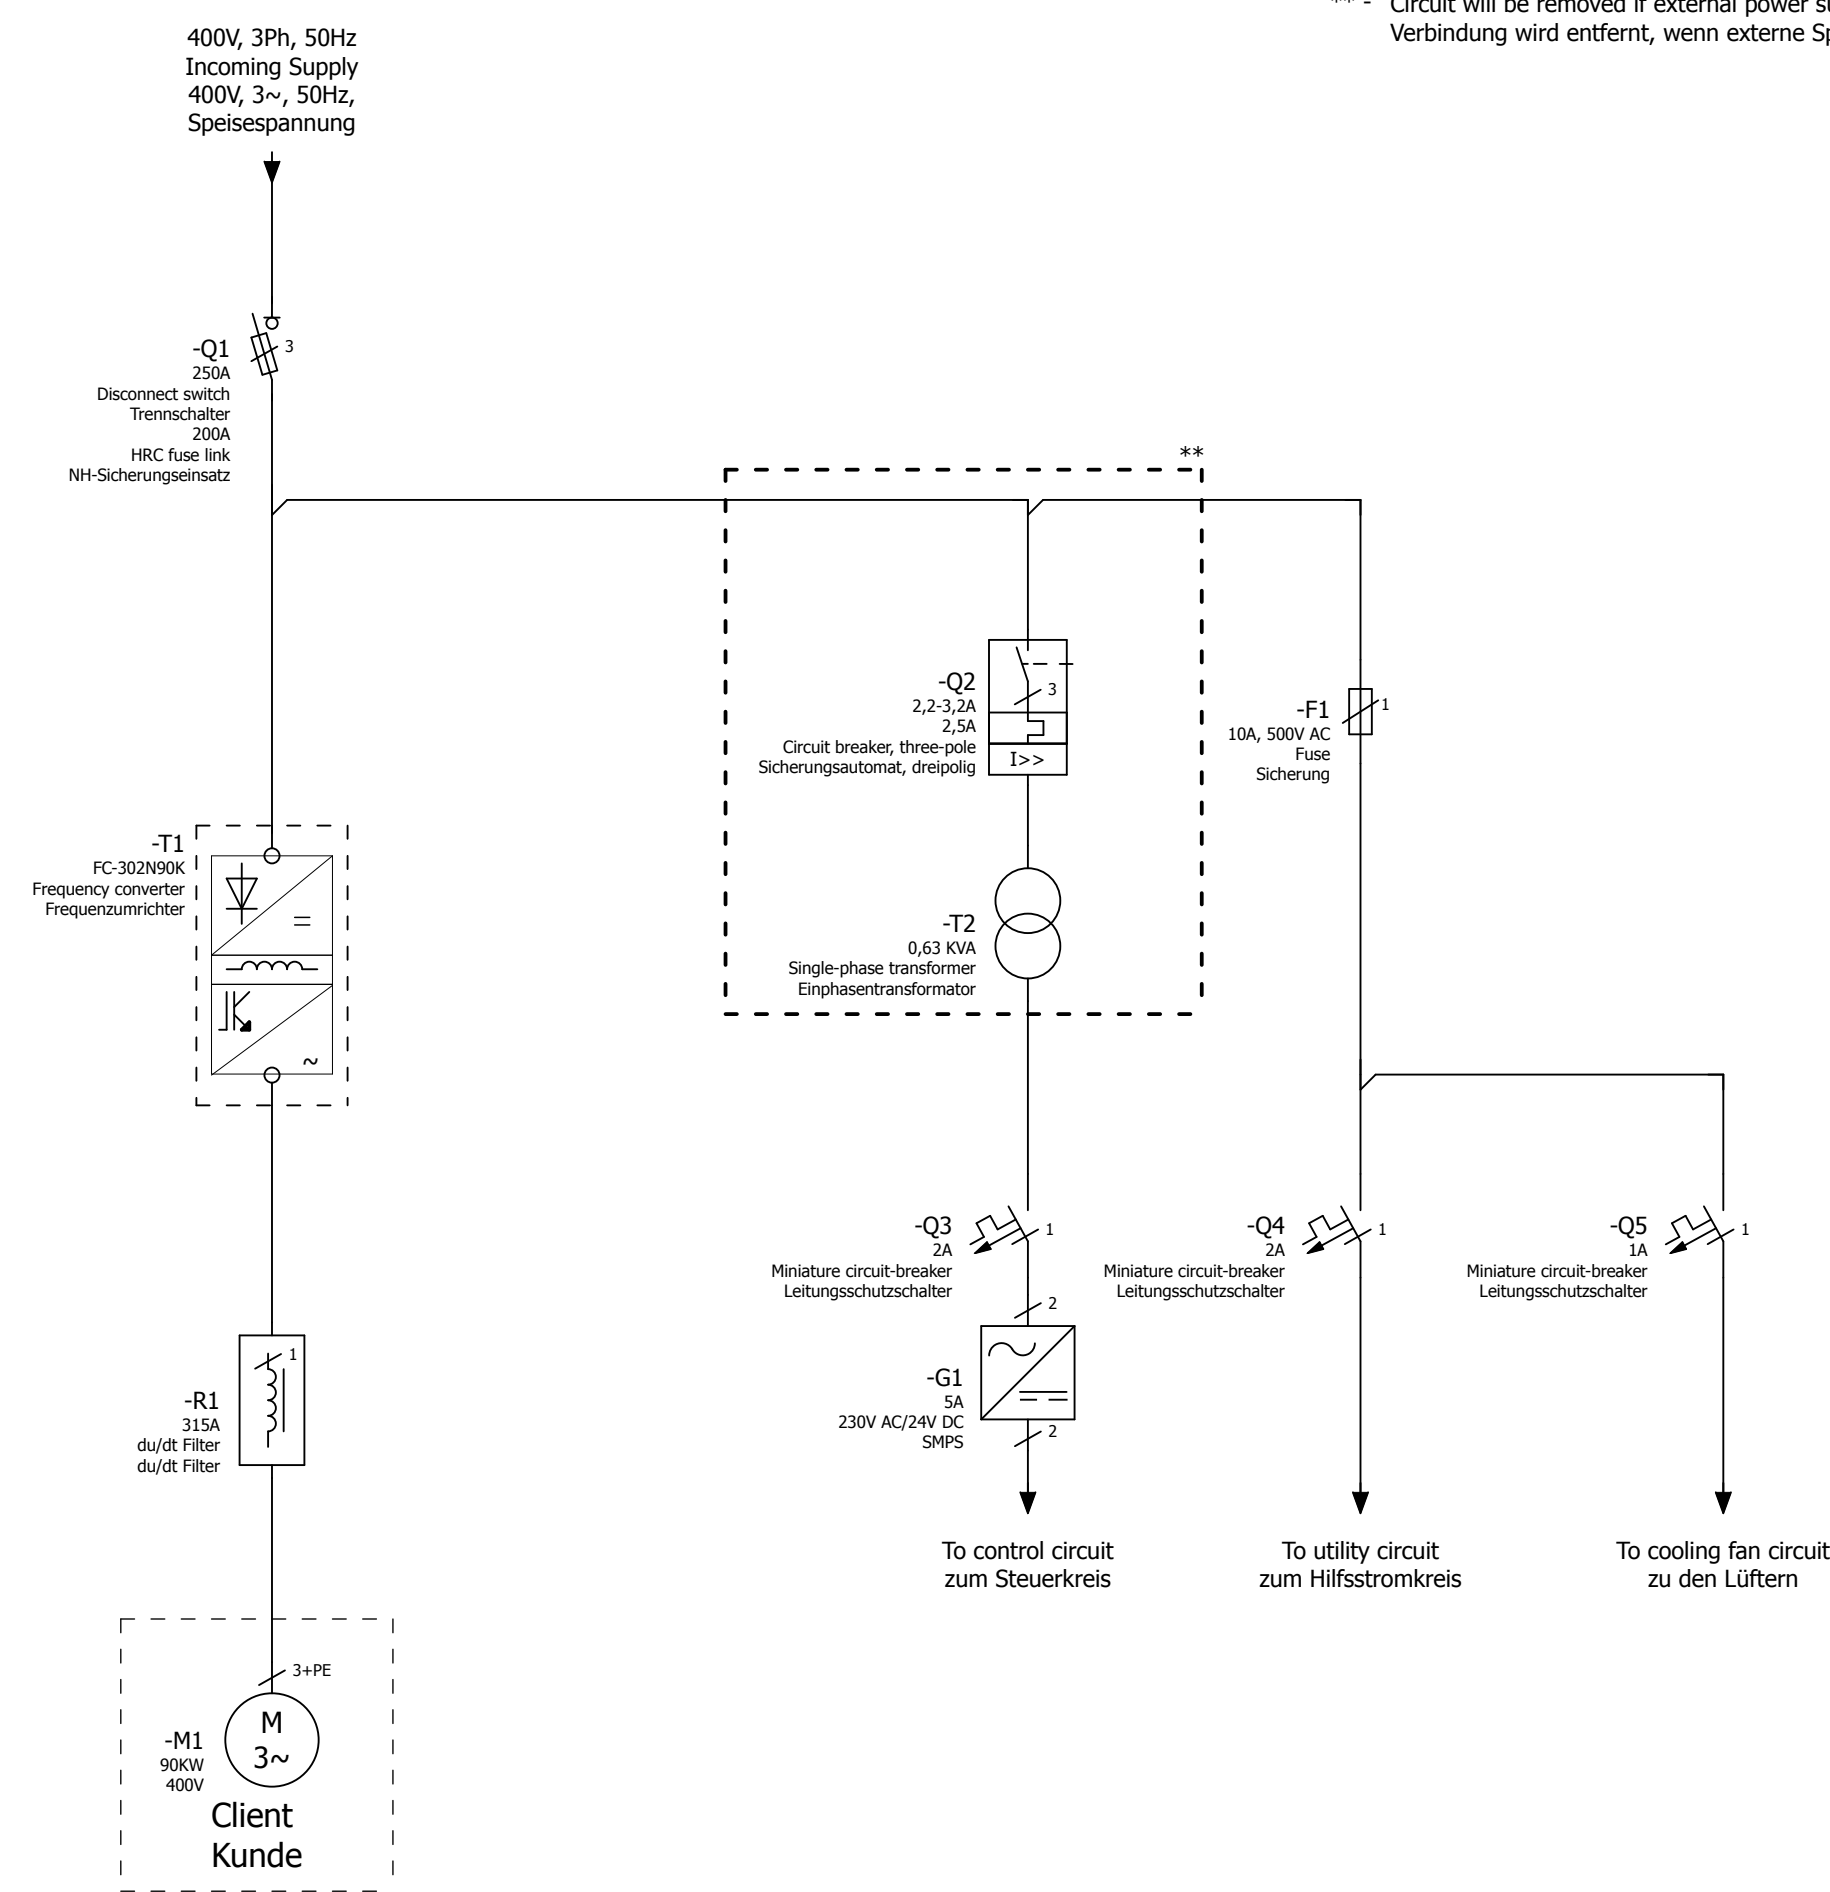 ** - Circuit will be removed if external power
Verbindung wird entfernt, wenn externe
400V, 3Ph, 50Hz
Incoming Supply
400V, 3~, 50Hz,
Speisespannung
-Q1
3
250A
Disconnect switch
Trennschalter
200A
HRC fuse link
NH-Sicherungseinsatz
**
-Q2
3
2,2-3,2A
2,5A
Circuit breaker, three-pole
Sicherungsautomat, dreipolig
I>>
-F1
1
10A, 500V AC
Fuse
Sicherung
-T1
FC-302N90K
Frequency converter
Frequenzumrichter
=
~
-T2
0,63 KVA
Single-phase transformer
Einphasentransformator
-Q3
1
2A
Miniature circuit-breaker
Leitungsschutzschalter
-Q4
1
2A
Miniature circuit-breaker
Leitungsschutzschalter
-Q5
1
1A
Miniature circuit-breaker
Leitungsschutzschalter
2
-G1
5A
230V AC/24V DC
SMPS
2
1
-R1
315A
du/dt Filter
du/dt Filter
To control circuit
zum Steuerkreis
To utility circuit
zum Hilfsstromkreis
To cooling fan circuit
zu den Lüftern
3+PE
M
3~
-M1
90KW
400V
Client
Kunde